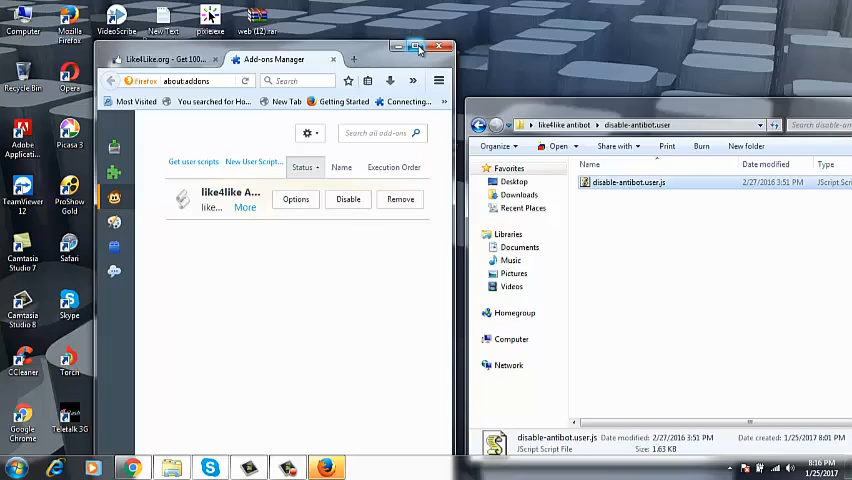 Computer
Mozilla Firefox
VideoScribe
New Text
pixie.exe
web (12).rar
Recycle Bin
Opera
Adobe Applicati...
Picasa 3
TeamViewer 12
ProShow Gold
Camtasia Studio 7
Safari
Camtasia Studio 8
Skype
CCleaner
Torch
Google Chrome
Teletalk 3G
Like4Like.org - Get 100...
Add-ons Manager
Firefox
about:addons
Search
Most Visited
You searched for Ho...
New Tab
Getting Started
Connecting...
Search all add-ons
Get user scripts
New User Script...
Status
Name
Execution Order
like4like A...
like...
More
Options
Disable
Remove
like4like antibot
disable-antibot.user
Organize
Open
Share with
Print
Burn
New folder
Favorites
Desktop
Downloads
Recent Places
Libraries
Documents
Music
Pictures
Videos
Homegroup
Computer
Network
Name
Date modified
Type
disable-antibot.user.js
2/27/2016 3:51 PM
JScript Scri
disable-antibot.user.js Date modified: 2/27/2016 3:51 PM
Date created: 1/25/2017 8:01 PM
JScript Script File
Size: 1.63 KB
8:16 PM
1/25/2017